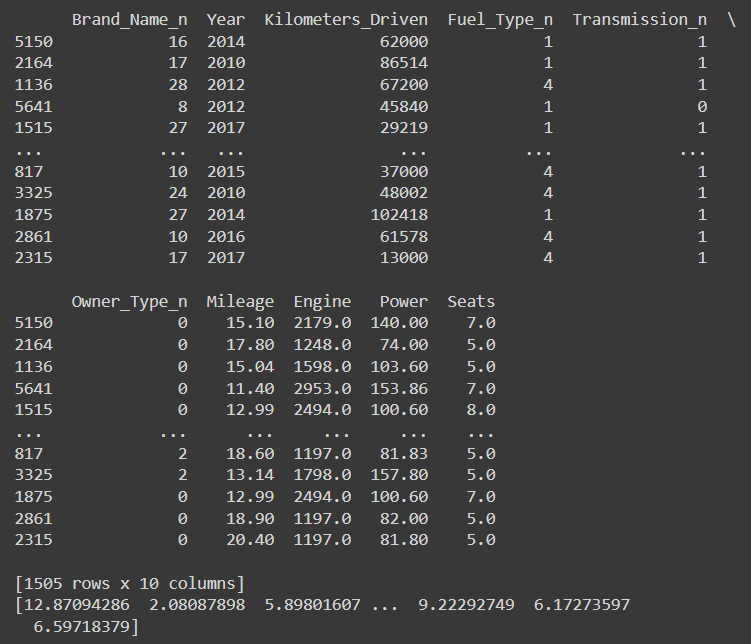 Brand_Name_n Year Kilometers_Driven Fuel_Type_n Transmission_n \
5150 16 2014 62000 1 1
2164 17 2010 86514 1 1
1136 28 2012 67200 4 1
5641 8 2012 45840 1 0
1515 27 2017 29219 1 1
... ... ... ... ... ...
817 10 2015 37000 4 1
3325 24 2010 48002 4 1
1875 27 2014 102418 1 1
2861 10 2016 61578 4 1
2315 17 2017 13000 4 1
Owner_Type_n Mileage Engine Power Seats
5150 0 15.10 2179.0 140.00 7.0
2164 0 17.80 1248.0 74.00 5.0
1136 0 15.04 1598.0 103.60 5.0
5641 0 11.40 2953.0 153.86 7.0
1515 0 12.99 2494.0 100.60 8.0
... ... ... ... ... ...
817 2 18.60 1197.0 81.83 5.0
3325 2 13.14 1798.0 157.80 5.0
1875 0 12.99 2494.0 100.60 7.0
2861 0 18.90 1197.0 82.00 5.0
2315 0 20.40 1197.0 81.80 5.0
[1505 rows x 10 columns]
[12.87094286 2.08087898 5.89801607 ... 9.22292749 6.17273597
6.59718379]